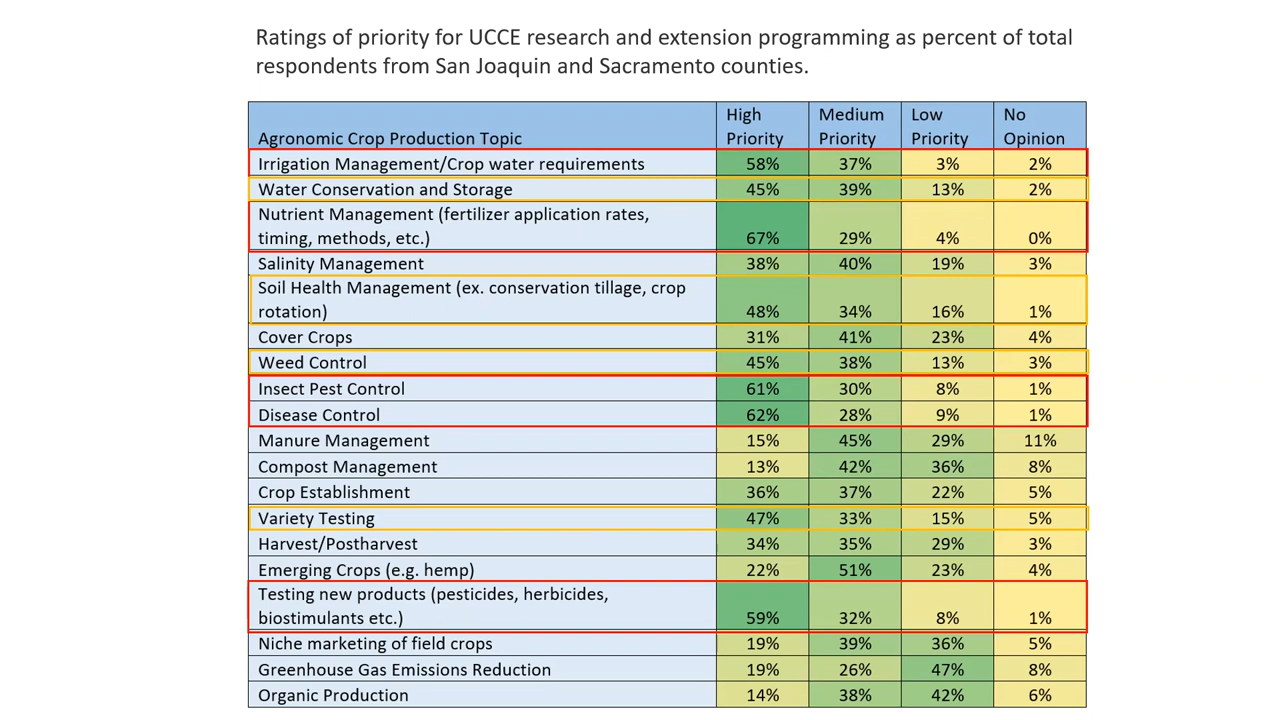 Ratings of priority for UCCE research and extension programming as percent of total
respondents from San Joaquin and Sacramento counties.
Agronomic Crop Production Topic High Priority Medium Priority Low Priority No Opinion
Irrigation Management/Crop water requirements 58% 37% 3% 2%
Water Conservation and Storage 45% 39% 13% 2%
Nutrient Management (fertilizer application rates,
timing, methods, etc.) 67% 29% 4% 0%
Salinity Management 38% 40% 19% 3%
Soil Health Management (ex. conservation tillage, crop
rotation) 48% 34% 16% 1%
Cover Crops 31% 41% 23% 4%
Weed Control 45% 38% 13% 3%
Insect Pest Control 61% 30% 8% 1%
Disease Control 62% 28% 9% 1%
Manure Management 15% 45% 29% 11%
Compost Management 13% 42% 36% 8%
Crop Establishment 36% 37% 22% 5%
Variety Testing 47% 33% 15% 5%
Harvest/Postharvest 34% 35% 29% 3%
Emerging Crops (e.g. hemp) 22% 51% 23% 4%
Testing new products (pesticides, herbicides,
biostimulants etc.) 59% 32% 8% 1%
Niche marketing of field crops 19% 39% 36% 5%
Greenhouse Gas Emissions Reduction 19% 26% 47% 8%
Organic Production 14% 38% 42% 6%